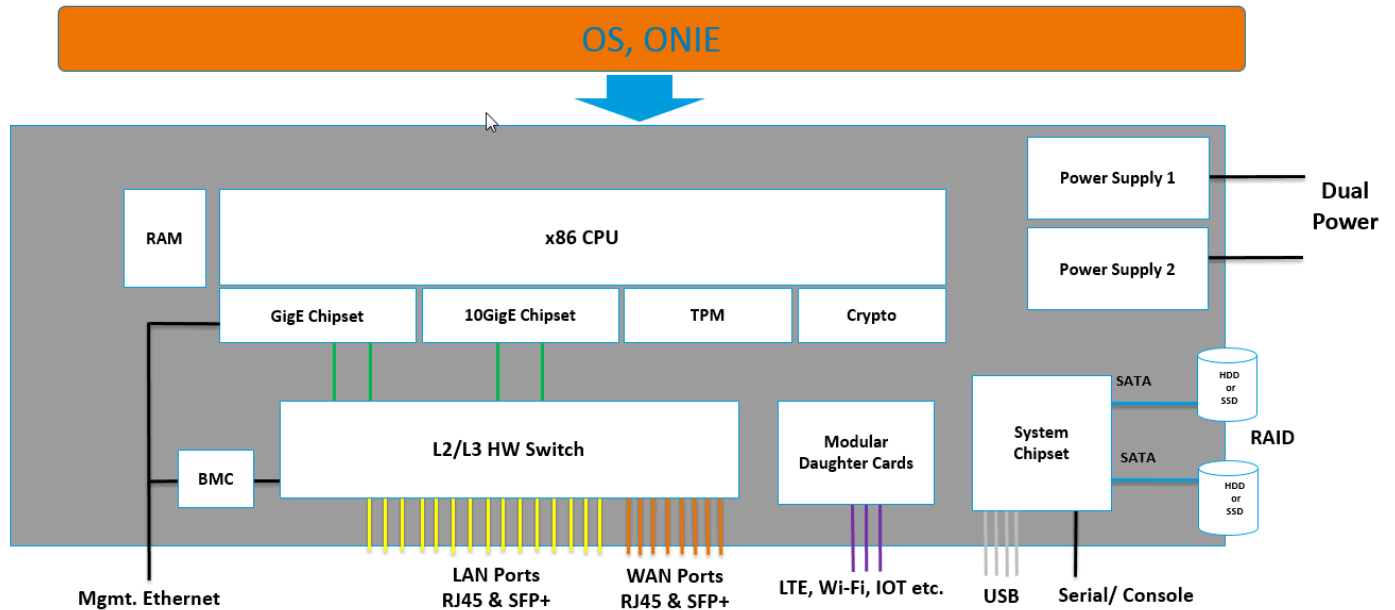 OS, ONIE
Power Supply 1
Dual
Power
RAM
x86 CPU
Power Supply 2
GigE Chipset
10GigE Chipset
TPM
Crypto
SATA
HDD
or
SSD
L2/L3 HW Switch
Modular
Daughter Cards
System
Chipset
RAID
SATA
BMC
HDD
or
SSD
LAN Ports
RJ45 & SFP+
WAN Ports
RJ45 & SFP+
LTE, Wi-Fi, IOT etc.
USB
Serial/ Console
Mgmt. Ethernet